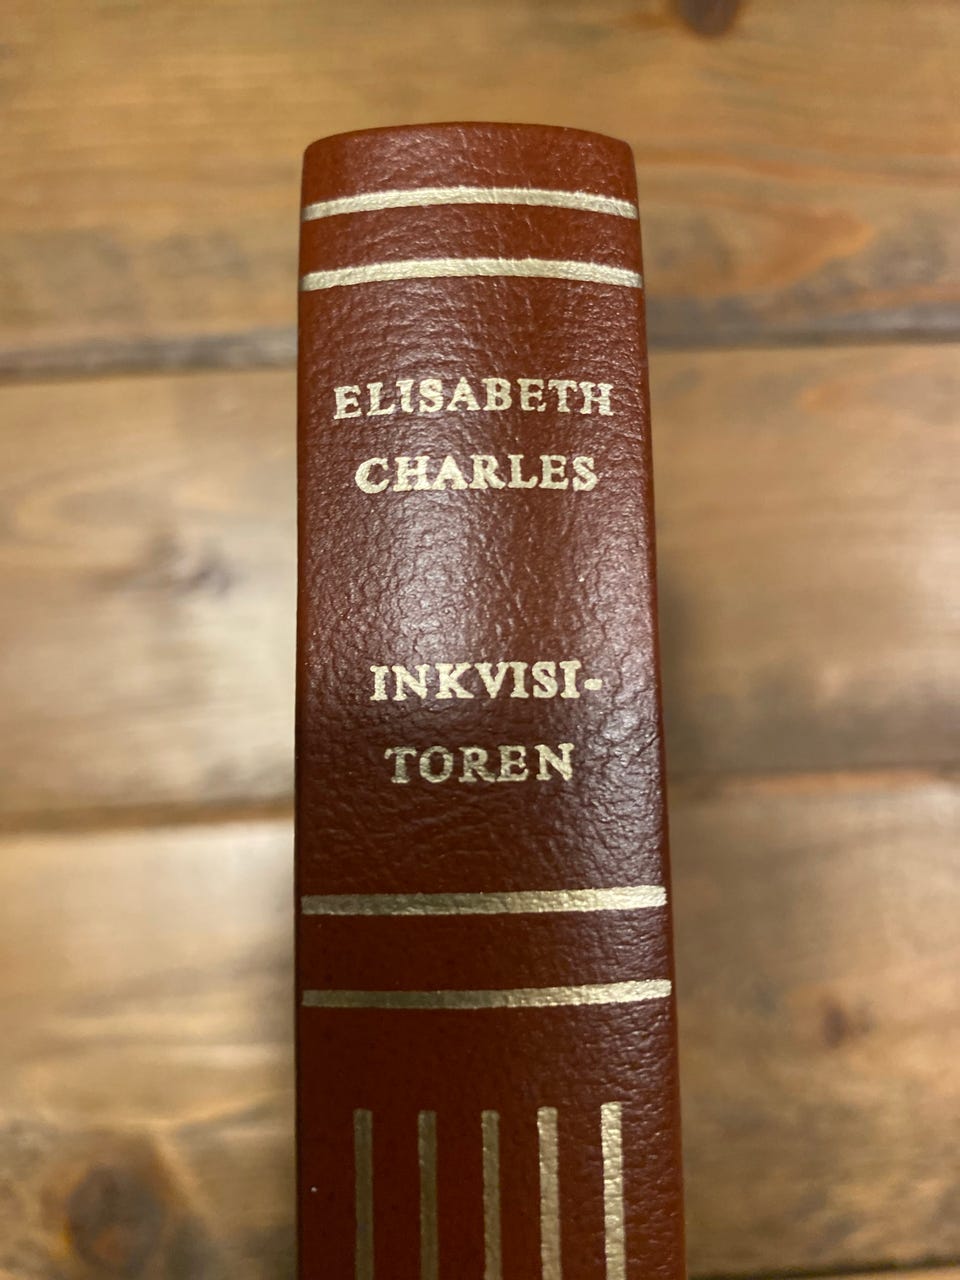 ELISABETH
CHARLES
INKVISI-
TOREN